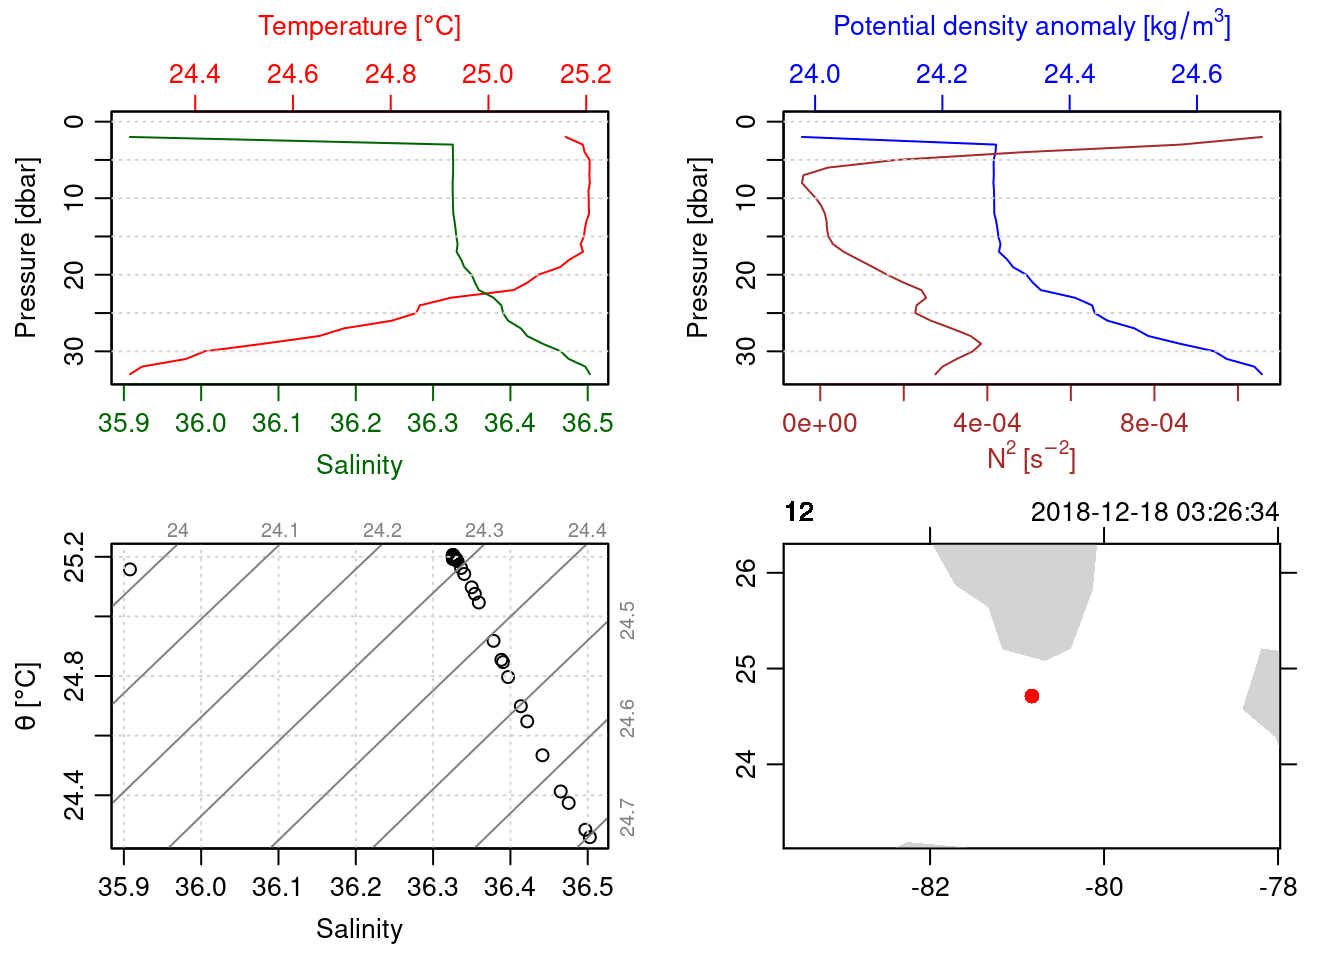 Temperature [°C]
24.4 24.6 24.8 25.0 25.2
Pressure [dbar]
0 10 20 30
35.9 36.0 36.1 36.2 36.3 36.4 36.5
Salinity
Potential density anomaly [kg/m³]
24.0 24.2 24.4 24.6
Pressure [dbar]
0 10 20 30
0e+00 4e-04 8e-04
N² [s⁻²]
24 24.1 24.2 24.3 24.4
24.5 24.6 24.7
θ [°C]
25.2 24.8 24.4
35.9 36.0 36.1 36.2 36.3 36.4 36.5
Salinity
12 2018-12-18 03:26:34
26 25 24
-82 -80 -78